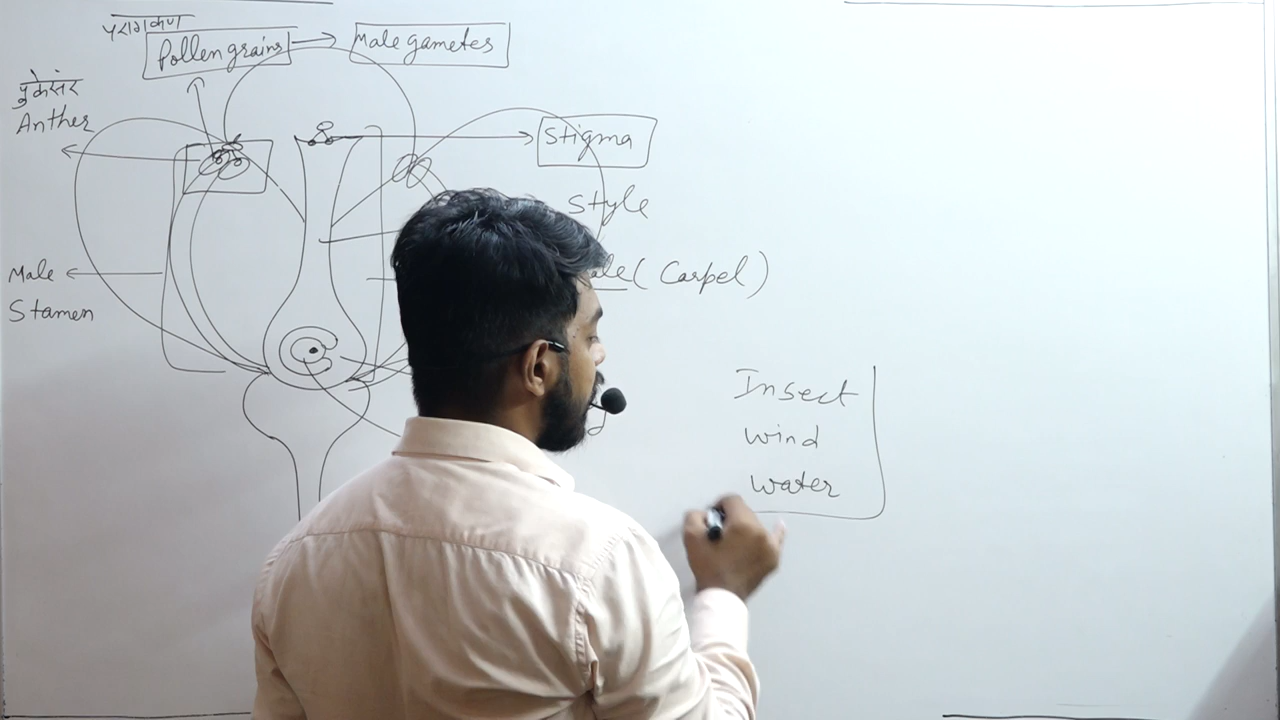 परागकण
Pollen grains → Male gametes
पुंकेसर
Anther
Stigma
Style
Male
Stamen
(Carpel)
Insect
wind
water